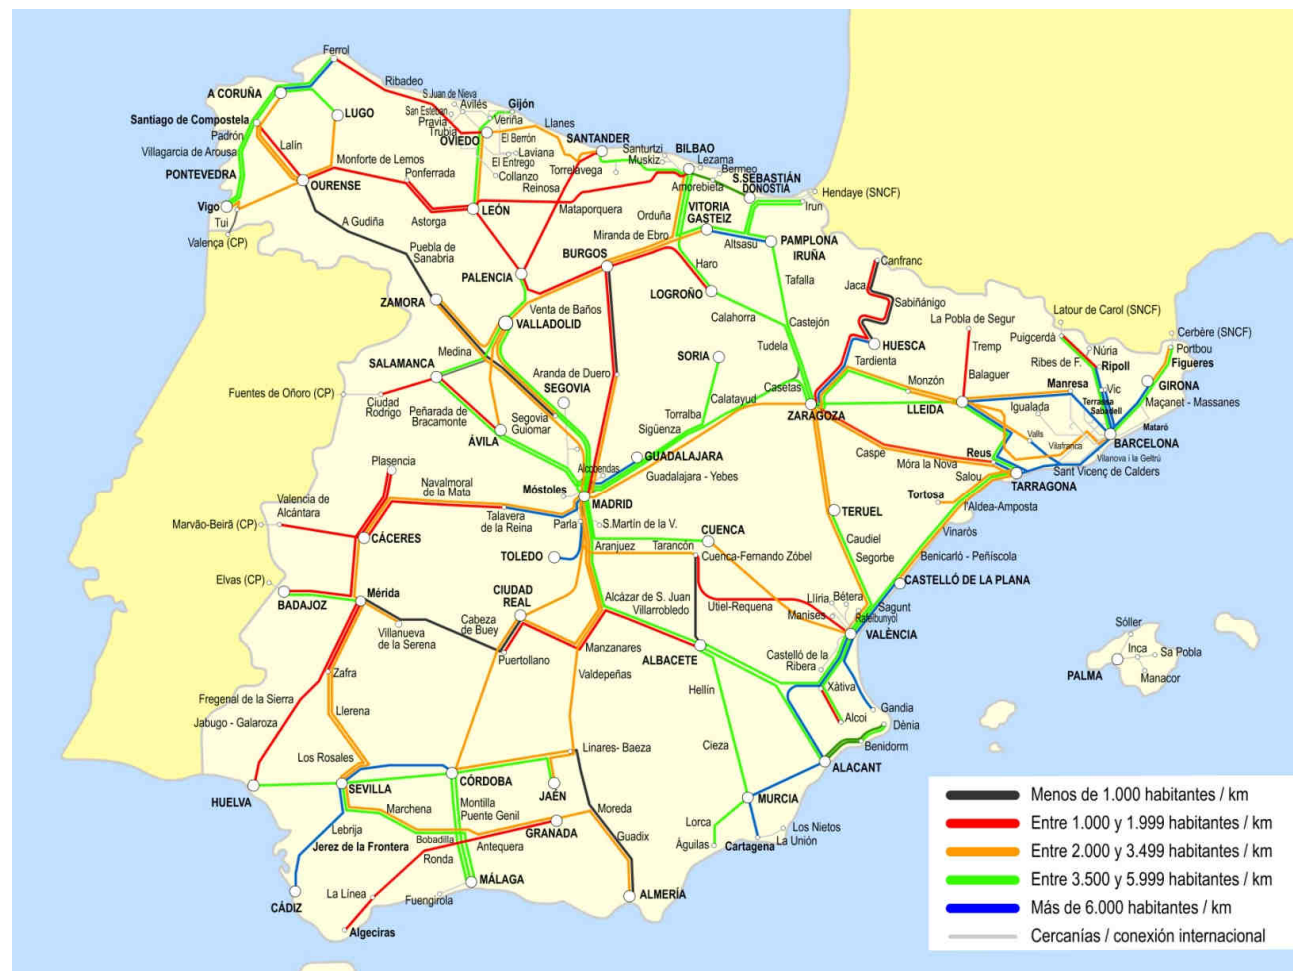 Ferrol
Ribadeo
A CORUÑA
LUGO
Santiago de Compostela
Padrón
Lalín
Villagarcia de Arousa
Monforte de Lemos
PONTEVEDRA
OURENSE
Ponferrada
Vigo
Tui
Valença (CP)
A Gudiña
Astorga
Puebla de
Sanabria
S.Juan de Nieva
Avilés
Gijón
San Esteban
Pravia
Veriña
Trubia
OVIEDO
El Berrón
Llanes
Laviana
El Entrego
Collanzo
SANTANDER
Torrelavega
Reinosa
LEÓN
Mataporquera
Santurtzi
Muskiz
BILBAO
Lezama
Bermeo
Amorebieta
S.SEBASTIÁN
DONOSTIA
Hendaye (SNCF)
Irun
Orduña
VITORIA
GASTEIZ
Miranda de Ebro
Altsasu
PAMPLONA
IRUÑA
BURGOS
PALENCIA
Haro
Tafalla
LOGROÑO
Calahorra
Castejón
Canfranc
Jaca
Sabiñánigo
HUESCA
Tardienta
Latour de Carol (SNCF)
La Pobla de Segur
Puigcerdà
Cerbère (SNCF)
Portbou
Tremp
Núria
Ribes de F.
Ripoll
Figueres
Balaguer
Manresa
Vic
GIRONA
Terrassa
Sabadell
Maçanet - Massanes
Monzón
LLEIDA
Igualada
Mataró
Valls
Vilafranca
BARCELONA
Vilanova i la Geltrú
Sant Vicenç de Calders
Reus
Salou
TARRAGONA
Caspe
Móra la Nova
Tortosa
l'Aldea-Amposta
Vinaròs
Benicarló - Peñíscola
CASTELLÓ DE LA PLANA
ZAMORA
Venta de Baños
VALLADOLID
Medina
SALAMANCA
Aranda de Duero
SORIA
Tudela
Casetas
ZARAGOZA
Fuentes de Oñoro (CP)
Ciudad
Rodrigo
Peñarada de
Bracamonte
SEGOVIA
Segovia
Guiomar
ÁVILA
Torralba
Calatayud
Sigüenza
Alcobendas
GUADALAJARA
Guadalajara - Yebes
Móstoles
MADRID
Plasencia
Navalmoral
de la Mata
Valencia de
Alcántara
Marvão-Beirã (CP)
CÁCERES
Talavera
de la Reina
Parla
S.Martín de la V.
Aranjuez
Tarancón
CUENCA
Cuenca-Fernando Zóbel
TERUEL
Caudiel
Segorbe
TOLEDO
Elvas (CP)
BADAJOZ
Mérida
CIUDAD
REAL
Alcázar de S. Juan
Villarrobledo
Utiel-Requena
Llíria
Bétera
Manises
Sagunt
Rafelbunyol
VALÈNCIA
Villanueva
de la Serena
Cabeza
de Buey
Puertollano
Manzanares
Valdepeñas
ALBACETE
Castelló de la
Ribera
Hellín
Xàtiva
Gandia
Alcoi
Dènia
Benidorm
ALACANT
Sóller
Inca
Sa Pobla
PALMA
Manacor
Zafra
Fregenal de la Sierra
Llerena
Jabugo - Galaroza
Los Rosales
HUELVA
SEVILLA
CÓRDOBA
Linares- Baeza
JAÉN
Cieza
MURCIA
Lorca
Águilas
Cartagena
Los Nietos
La Unión
Marchena
Montilla
Puente Genil
Lebrija
Jerez de la Frontera
Bobadilla
Ronda
Antequera
GRANADA
Moreda
Guadix
MÁLAGA
Fuengirola
ALMERÍA
La Línea
CÁDIZ
Algeciras
Menos de 1.000 habitantes / km
Entre 1.000 y 1.999 habitantes / km
Entre 2.000 y 3.499 habitantes / km
Entre 3.500 y 5.999 habitantes / km
Más de 6.000 habitantes / km
Cercanías / conexión internacional